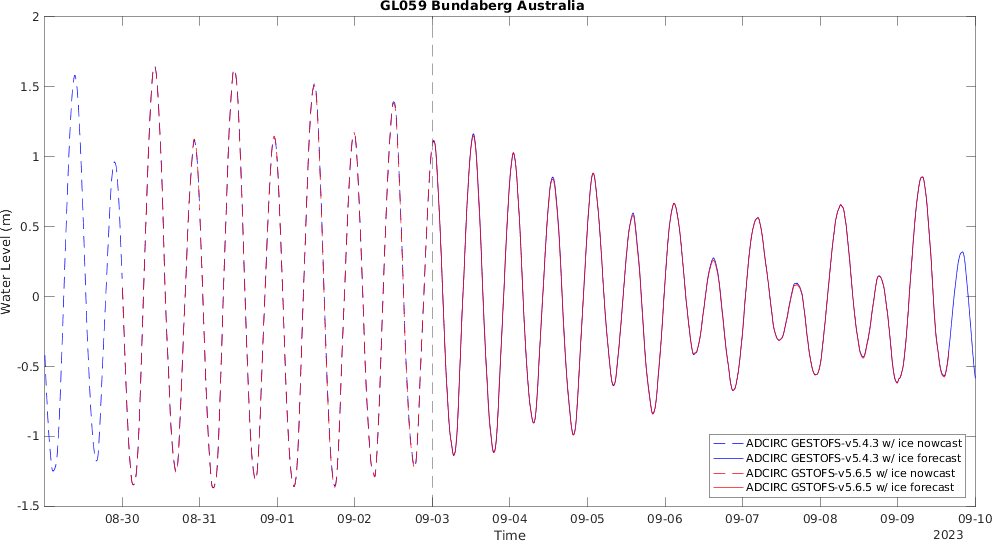 GL059 Bundaberg Australia
2
1.5
1
0.5
0
-0.5
-1
-1.5
Water Level (m)
ADCIRC GESTOFS-v5.4.3 w/ ice nowcast
ADCIRC GESTOFS-v5.4.3 w/ ice forecast
ADCIRC GSTOFS-v5.6.5 w/ ice nowcast
ADCIRC GSTOFS-v5.6.5 w/ ice forecast
08-30 08-31 09-01 09-02 09-03 09-04 09-05 09-06 09-07 09-08 09-09 09-10
Time
2023